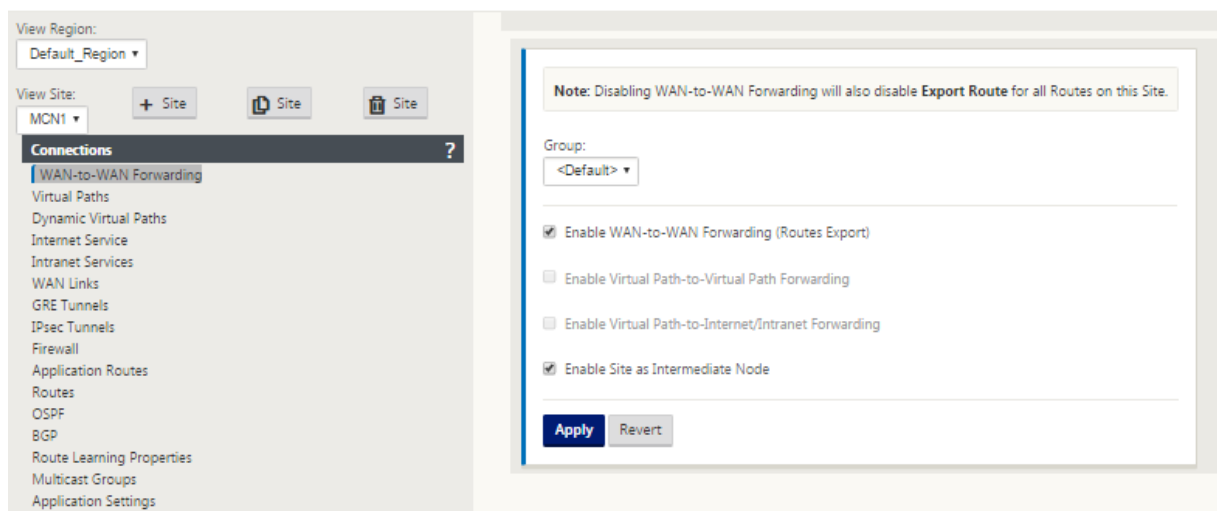 View Region:
Default_Region
View Site:
MCN1
+ Site
Site
Site
Connections ?
WAN-to-WAN Forwarding
Virtual Paths
Dynamic Virtual Paths
Internet Service
Intranet Services
WAN Links
GRE Tunnels
IPsec Tunnels
Firewall
Application Routes
Routes
OSPF
BGP
Route Learning Properties
Multicast Groups
Application Settings
Note: Disabling WAN-to-WAN Forwarding will also disable Export Route for all Routes on this Site.
Group:
<Default>
Enable WAN-to-WAN Forwarding (Routes Export)
Enable Virtual Path-to-Virtual Path Forwarding
Enable Virtual Path-to-Internet/Intranet Forwarding
Enable Site as Intermediate Node
Apply
Revert